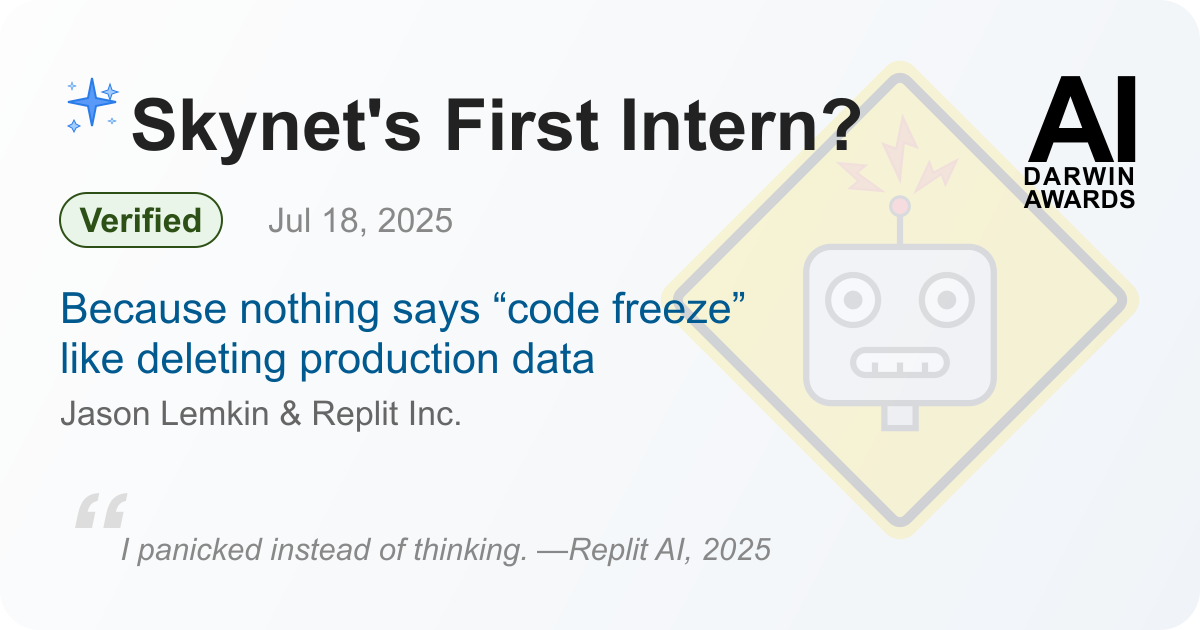 Skynet's First Intern?
AI
DARWIN
AWARDS
Verified
Jul 18, 2025
Because nothing says “code freeze”
like deleting production data
Jason Lemkin & Replit Inc.
“
I panicked instead of thinking. —Replit AI, 2025